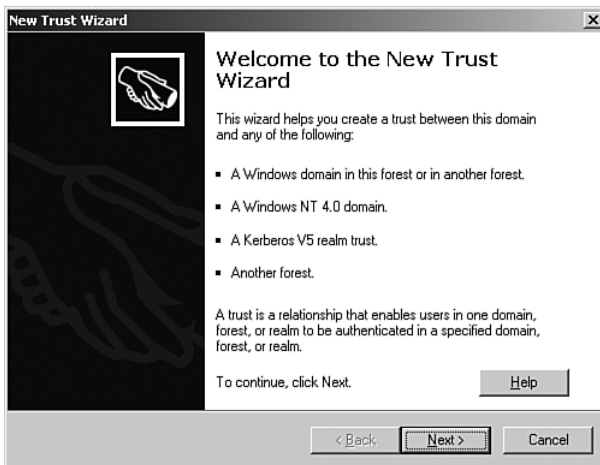 New Trust Wizard
Welcome to the New Trust
Wizard
This wizard helps you create a trust between this domain
and any of the following:
▪ A Windows domain in this forest or in another forest.
▪ A Windows NT 4.0 domain.
▪ A Kerberos V5 realm trust.
▪ Another forest.
A trust is a relationship that enables users in one domain,
forest, or realm to be authenticated in a specified domain,
forest, or realm.
To continue, click Next.
Help
< Back
Next >
Cancel